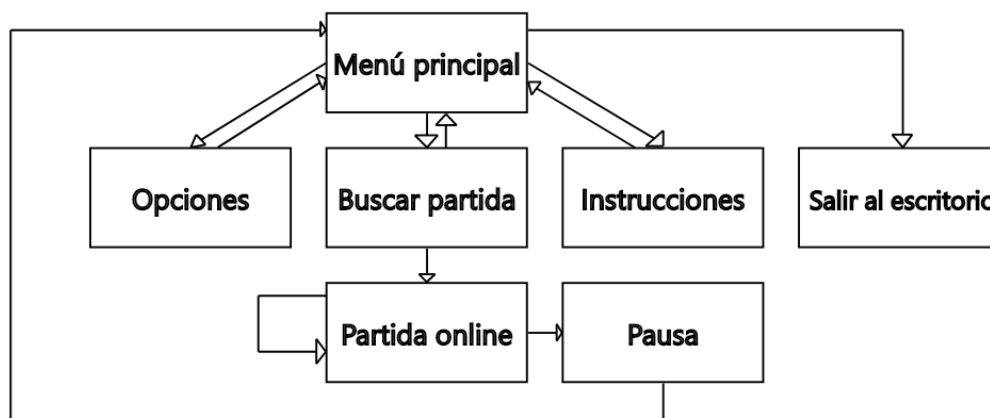 Menú principal
Opciones
Buscar partida
Instrucciones
Salir al escritorio
Partida online
Pausa